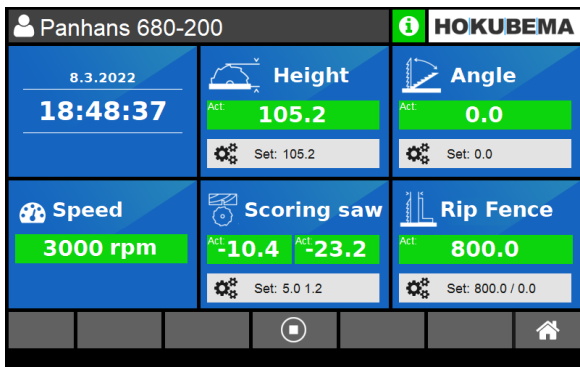 Panhans 680-200
i HOKUBEMA
8.3.2022
18:48:37
Height
Act: 105.2
Set: 105.2
Angle
Act: 0.0
Set: 0.0
Speed
3000 rpm
Scoring saw
Act: -10.4 Act: -23.2
Set: 5.0 1.2
Rip Fence
Act: 800.0
Set: 800.0 / 0.0